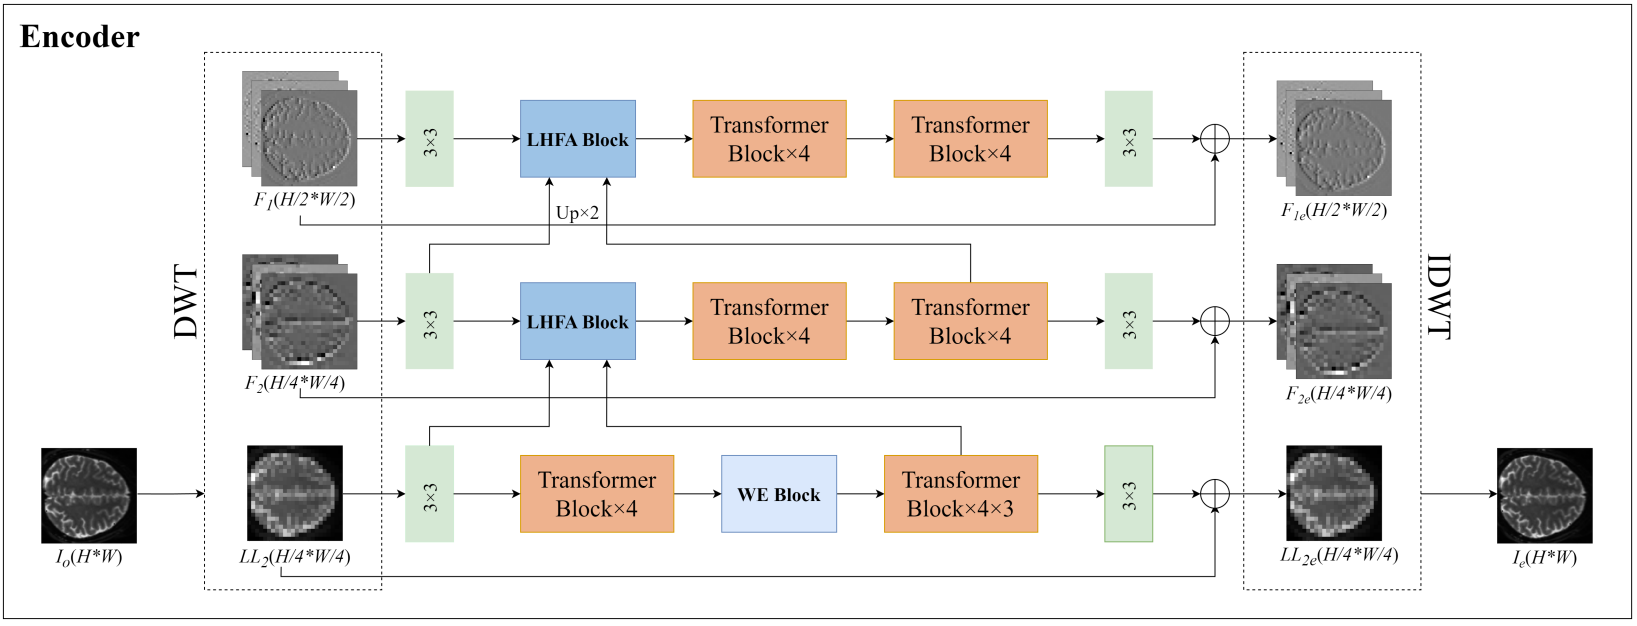 Encoder
3×3
LHFA Block
Transformer
Block×4
Transformer
Block×4
3×3
F1(H/2*W/2)
Up×2
F1e(H/2*W/2)
DWT
3×3
LHFA Block
Transformer
Block×4
Transformer
Block×4
3×3
IDWT
F2(H/4*W/4)
F2e(H/4*W/4)
3×3
Transformer
Block×4
WE Block
Transformer
Block×4×3
3×3
Io(H*W)
LL2(H/4*W/4)
LL2e(H/4*W/4)
Ie(H*W)